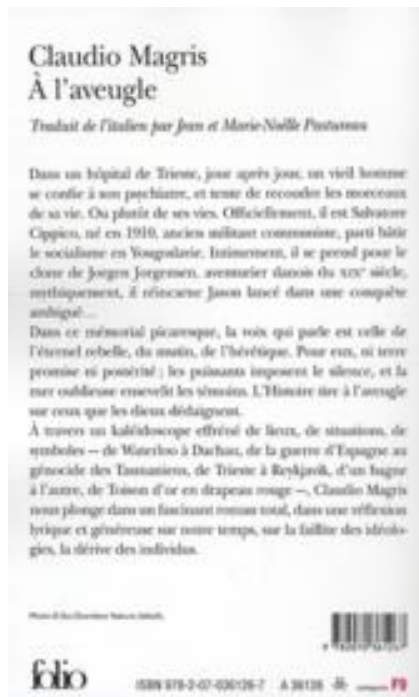 Claudio Magris
À l'aveugle
Traduit de l'italien par Jean et Marie-Noëlle Pastureau
Dans un hôpital de Trieste, jour après jour, un vieil homme
se confie à son psychiatre, et tente de recoudre les morceaux
de sa vie. Ou plutôt de ses vies. Officiellement, il est Salvatore
Cippico, né en 1910, ancien militant communiste, parti bâtir
le socialisme en Yougoslavie. Intimement, il se prend pour le
clone de Jorgen Jorgensen, aventurier danois du XIXe siècle,
mythiquement, il réincarne Jason lancé dans une conquête
ambiguë...
Dans ce mémorial picaresque, la voix qui parle est celle de
l'éternel rebelle, du mutin, de l'hérétique. Pour eux, ni terre
promise ni postérité ; les puissants imposent le silence, et la
mer oublieuse ensevelit les témoins. L'Histoire tire à l'aveugle
sur ceux que les dieux dédaignent.
À travers un kaléidoscope effréné de lieux, de situations, de
symboles — de Waterloo à Dachau, de la guerre d'Espagne au
génocide des Tasmaniens, de Trieste à Reykjavik, d'un bagne
à l'autre, de Toison d'or en drapeau rouge —, Claudio Magris
nous plonge dans un fascinant roman total, dans une réflexion
lyrique et généreuse sur notre temps, sur la faillite des idéolo-
gies, la dérive des individus.
folio
ISBN 978-2-07-036126-7 A 36126 F9